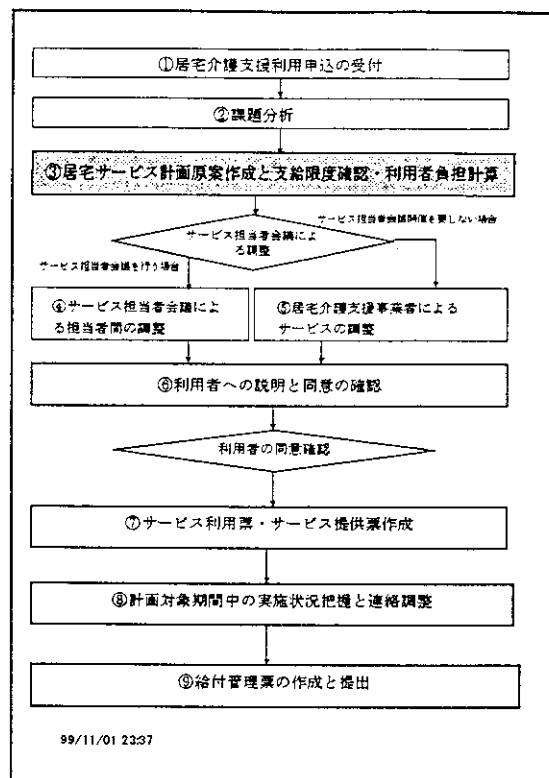 ①居宅介護支援利用申込の受付
②課題分析
③居宅サービス計画原案作成と支給限度確認・利用者負担計算
サービス担当者会議開催を要しない場合
サービス担当者会議によ
る調整
サービス担当者会議を行う場合
④サービス担当者会議によ
る担当者間の調整
⑤居宅介護支援事業者による
サービスの調整
⑥利用者への説明と同意の確認
利用者の同意確認
⑦サービス利用票・サービス提供票作成
⑧計画対象期間中の実施状況把握と連絡調整
⑨給付管理票の作成と提出
99/11/01 23:37